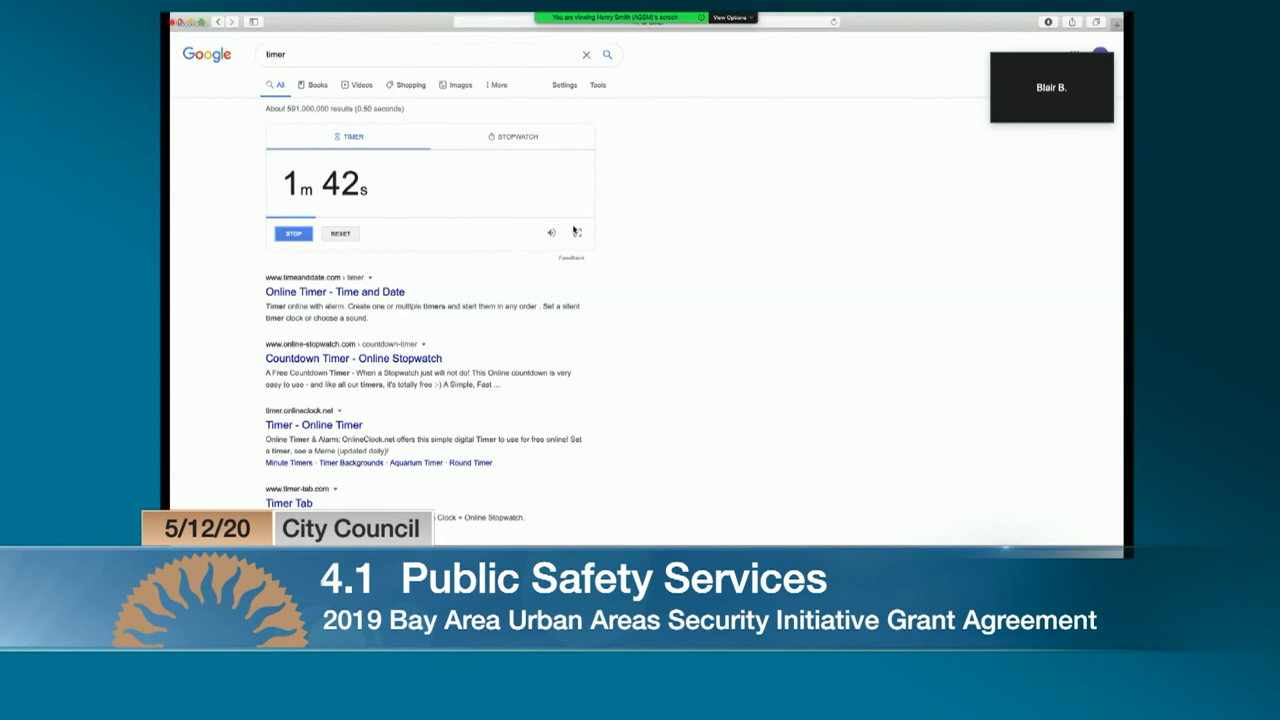 You are viewing Henry Smith (AGSM)'s screen
View Options
Google
timer
All
Books
Videos
Shopping
Images
More
Settings
Tools
About 591,000,000 results (0.50 seconds)
TIMER
STOPWATCH
1m 42s
STOP
RESET
Feedback
Blair B.
www.timeanddate.com › timer
Online Timer - Time and Date
Timer online with alarm. Create one or multiple timers and start them in any order . Set a silent
timer clock or choose a sound.
www.online-stopwatch.com › countdown-timer
Countdown Timer - Online Stopwatch
A Free Countdown Timer - When a Stopwatch just will not do! This Online countdown is very
easy to use - and like all our timers, it's totally free :-) A Simple, Fast ...
timer.onlineclock.net
Timer - Online Timer
Online Timer & Alarm: OnlineClock.net offers this simple digital Timer to use for free online! Set
a timer, see a Meme (updated daily)!
Minute Timers · Timer Backgrounds · Aquarium Timer · Round Timer
www.timer-tab.com
Timer Tab
Clock + Online Stopwatch.
5/12/20
City Council
4.1 Public Safety Services
2019 Bay Area Urban Areas Security Initiative Grant Agreement